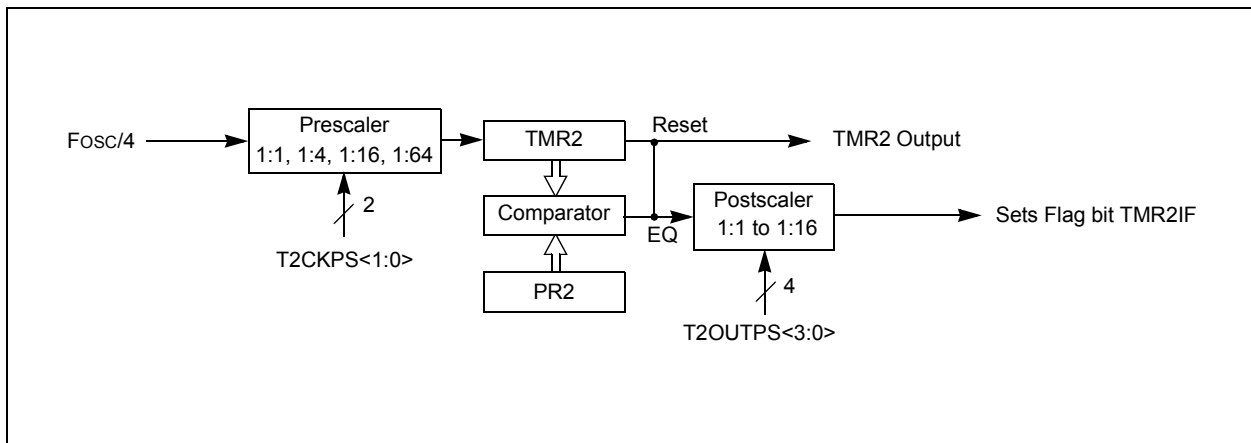 Fosc/4
Prescaler
1:1, 1:4, 1:16, 1:64
2
T2CKPS<1:0>
TMR2
Comparator
PR2
Reset
EQ
TMR2 Output
Postscaler
1:1 to 1:16
4
T2OUTPS<3:0>
Sets Flag bit TMR2IF